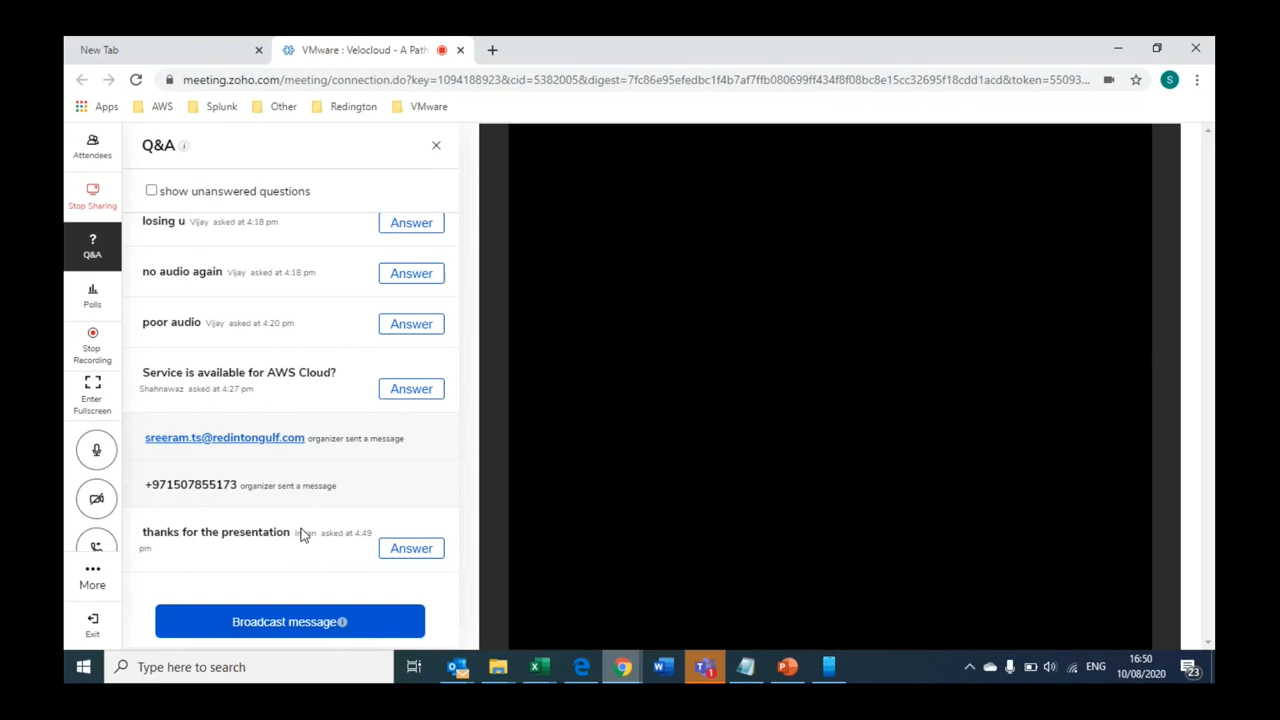 New Tab
VMware : Velocloud - A Path
meeting.zoho.com/meeting/connection.do?key=1094188923&cid=5382005&digest=7fc86e95efedbc1f4b7af7ffb080699ff434f8f08bc8e15cc32695f18cdd1acd&token=55093...
S
Apps
AWS
Splunk
Other
Redington
VMware
Attendees
Stop Sharing
?
Q&A
Polls
Stop
Recording
Enter
Fullscreen
More
Exit
Q&A
show unanswered questions
losing u Vijay asked at 4:18 pm
Answer
no audio again Vijay asked at 4:18 pm
Answer
poor audio Vijay asked at 4:20 pm
Answer
Service is available for AWS Cloud?
Shahnawaz asked at 4:27 pm
Answer
sreeram.ts@redintongulf.com organizer sent a message
+971507855173 organizer sent a message
thanks for the presentation asked at 4:49
pm
Answer
Broadcast message
Type here to search
1
ENG
16:50
10/08/2020
23